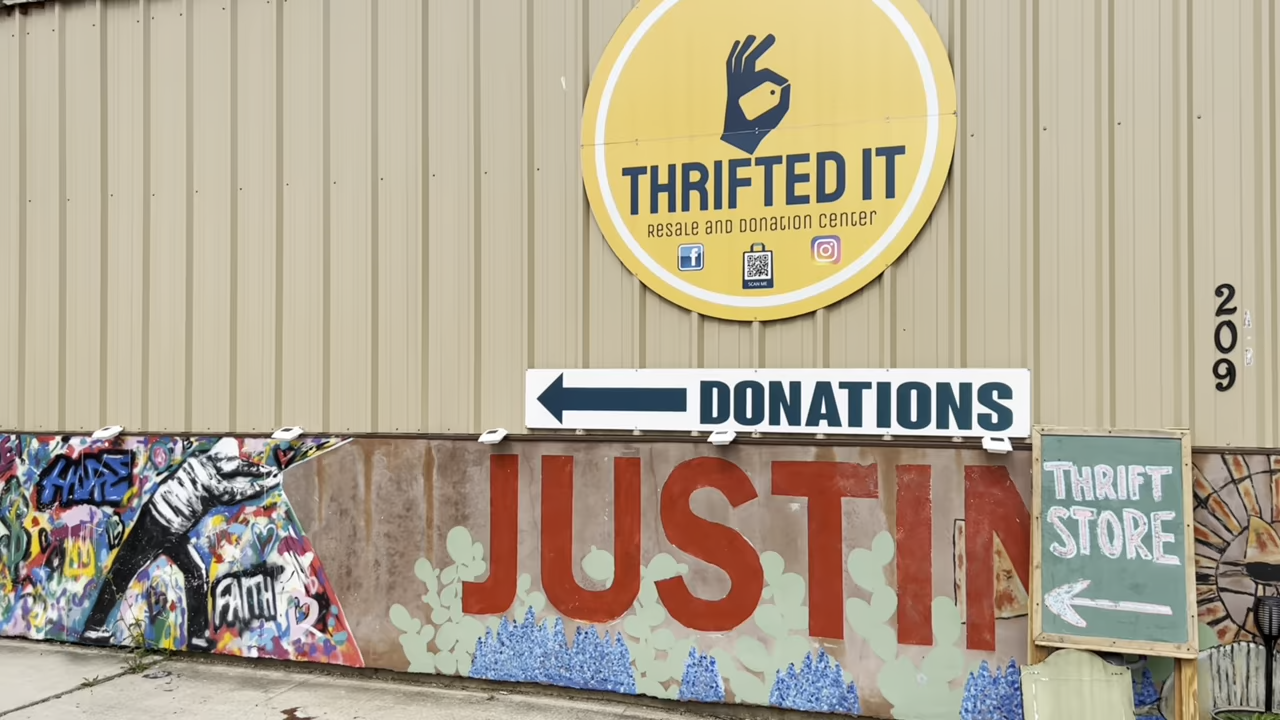 THRIFTED IT
Resale and Donation Center
f
SCAN ME
209
DONATIONS
HOPE
FAITH
JUSTIN
THRIFT
STORE